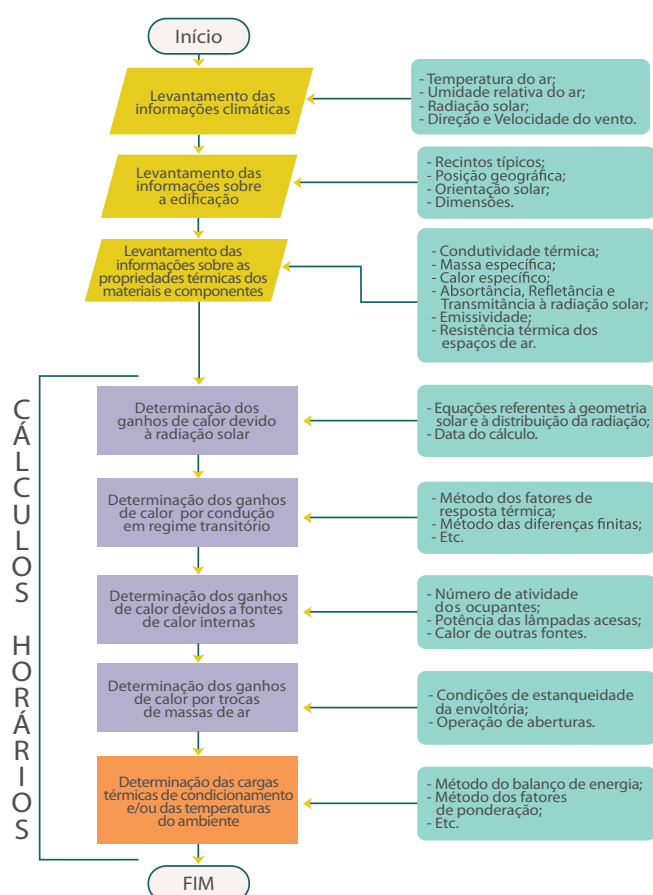 Início
Levantamento das
informações climáticas
- Temperatura do ar;
- Umidade relativa do ar;
- Radiação solar;
- Direção e Velocidade do vento.
Levantamento das
informações sobre
a edificação
- Recintos típicos;
- Posição geográfica;
- Orientação solar;
- Dimensões.
Levantamento das
informações sobre as
propriedades térmicas dos
materiais e componentes
- Condutividade térmica;
- Massa específica;
- Calor específico;
- Absortância, Refletância e
Transmitância à radiação solar;
- Emissividade;
- Resistência térmica dos
espaços de ar.
CÁLCULOS HORÁRIOS
Determinação dos
ganhos de calor devido
à radiação solar
- Equações referentes à geometria
solar e à distribuição da radiação;
- Data do cálculo.
Determinação dos ganhos
de calor por condução
em regime transitório
- Método dos fatores de
resposta térmica;
- Método das diferenças finitas;
- Etc.
Determinação dos ganhos
de calor devidos a fontes
de calor internas
- Número de atividade
dos ocupantes;
- Potência das lâmpadas acesas;
- Calor de outras fontes.
Determinação dos ganhos
de calor por trocas
de massas de ar
- Condições de estanqueidade
da envoltória;
- Operação de aberturas.
Determinação das cargas
térmicas de condicionamento
e/ou das temperaturas
do ambiente
- Método do balanço de energia;
- Método dos fatores
de ponderação;
- Etc.
FIM